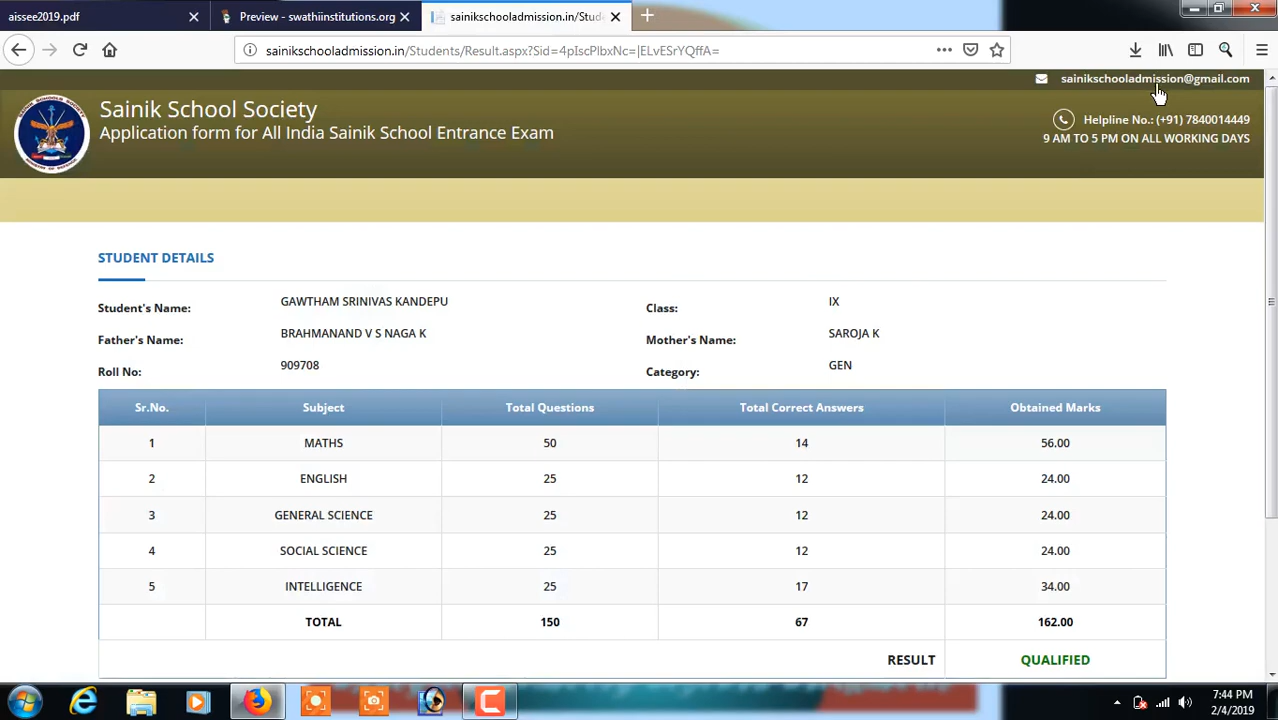 aissee2019.pdf
Preview - swathiinstitutions.org
sainikschooladmission.in/Stude
sainikschooladmission.in/Students/Result.aspx?Sid=4pIscPlbxNc=|ELvESrYQffA=
sainikschooladmission@gmail.com
Sainik School Society
Application form for All India Sainik School Entrance Exam
Helpline No.: (+91) 7840014449
9 AM TO 5 PM ON ALL WORKING DAYS
STUDENT DETAILS
Student's Name: GAWTHAM SRINIVAS KANDEPU Class: IX
Father's Name: BRAHMANAND V S NAGA K Mother's Name: SAROJA K
Roll No: 909708 Category: GEN
Sr.No. Subject Total Questions Total Correct Answers Obtained Marks
1 MATHS 50 14 56.00
2 ENGLISH 25 12 24.00
3 GENERAL SCIENCE 25 12 24.00
4 SOCIAL SCIENCE 25 12 24.00
5 INTELLIGENCE 25 17 34.00
TOTAL 150 67 162.00
RESULT QUALIFIED
7:44 PM
2/4/2019